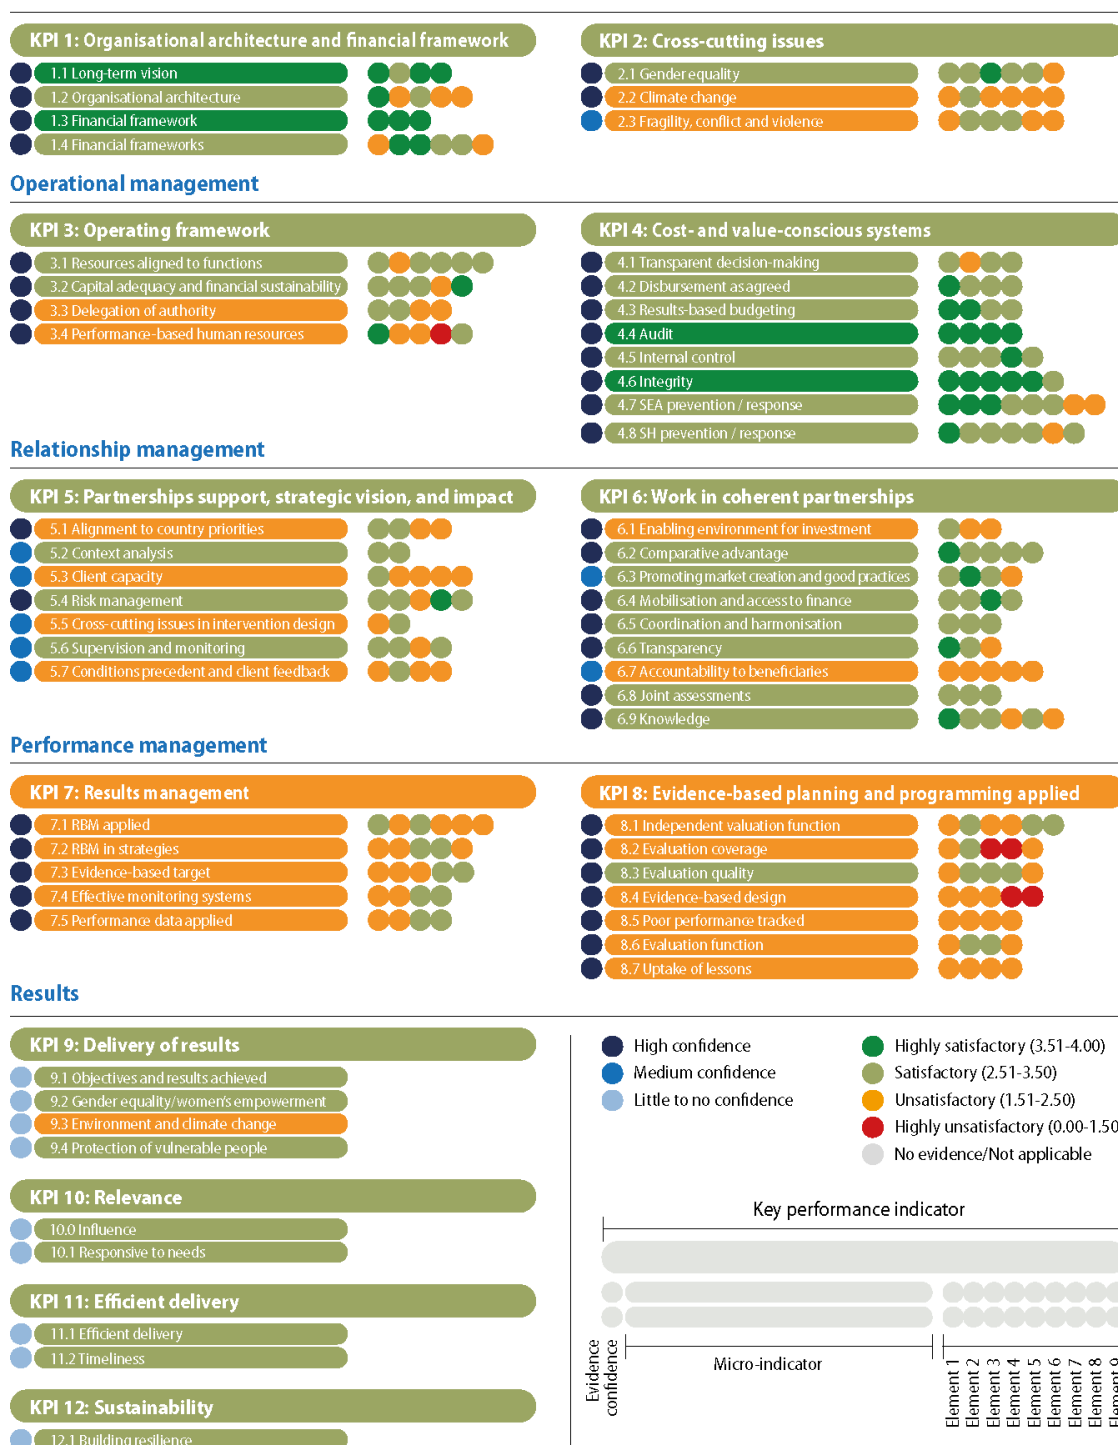 KPI 1: Organisational architecture and financial framework
1.1 Long-term vision
1.2 Organisational architecture
1.3 Financial framework
1.4 Financial frameworks
KPI 2: Cross-cutting issues
2.1 Gender equality
2.2 Climate change
2.3 Fragility, conflict and violence
Operational management
KPI 3: Operating framework
3.1 Resources aligned to functions
3.2 Capital adequacy and financial sustainability
3.3 Delegation of authority
3.4 Performance-based human resources
KPI 4: Cost- and value-conscious systems
4.1 Transparent decision-making
4.2 Disbursement as agreed
4.3 Results-based budgeting
4.4 Audit
4.5 Internal control
4.6 Integrity
4.7 SEA prevention / response
4.8 SH prevention / response
Relationship management
KPI 5: Partnerships support, strategic vision, and impact
5.1 Alignment to country priorities
5.2 Context analysis
5.3 Client capacity
5.4 Risk management
5.5 Cross-cutting issues in intervention design
5.6 Supervision and monitoring
5.7 Conditions precedent and client feedback
KPI 6: Work in coherent partnerships
6.1 Enabling environment for investment
6.2 Comparative advantage
6.3 Promoting market creation and good practices
6.4 Mobilisation and access to finance
6.5 Coordination and harmonisation
6.6 Transparency
6.7 Accountability to beneficiaries
6.8 Joint assessments
6.9 Knowledge
Performance management
KPI 7: Results management
7.1 RBM applied
7.2 RBM in strategies
7.3 Evidence-based target
7.4 Effective monitoring systems
7.5 Performance data applied
KPI 8: Evidence-based planning and programming applied
8.1 Independent valuation function
8.2 Evaluation coverage
8.3 Evaluation quality
8.4 Evidence-based design
8.5 Poor performance tracked
8.6 Evaluation function
8.7 Uptake of lessons
Results
KPI 9: Delivery of results
9.1 Objectives and results achieved
9.2 Gender equality/women's empowerment
9.3 Environment and climate change
9.4 Protection of vulnerable people
KPI 10: Relevance
10.0 Influence
10.1 Responsive to needs
KPI 11: Efficient delivery
11.1 Efficient delivery
11.2 Timeliness
KPI 12: Sustainability
12.1 Building resilience
High confidence
Medium confidence
Little to no confidence
Highly satisfactory (3.51-4.00)
Satisfactory (2.51-3.50)
Unsatisfactory (1.51-2.50)
Highly unsatisfactory (0.00-1.50
No evidence/Not applicable
Key performance indicator
Evidence
confidence
Micro-indicator
Element 1
Element 2
Element 3
Element 4
Element 5
Element 6
Element 7
Element 8
Element 9